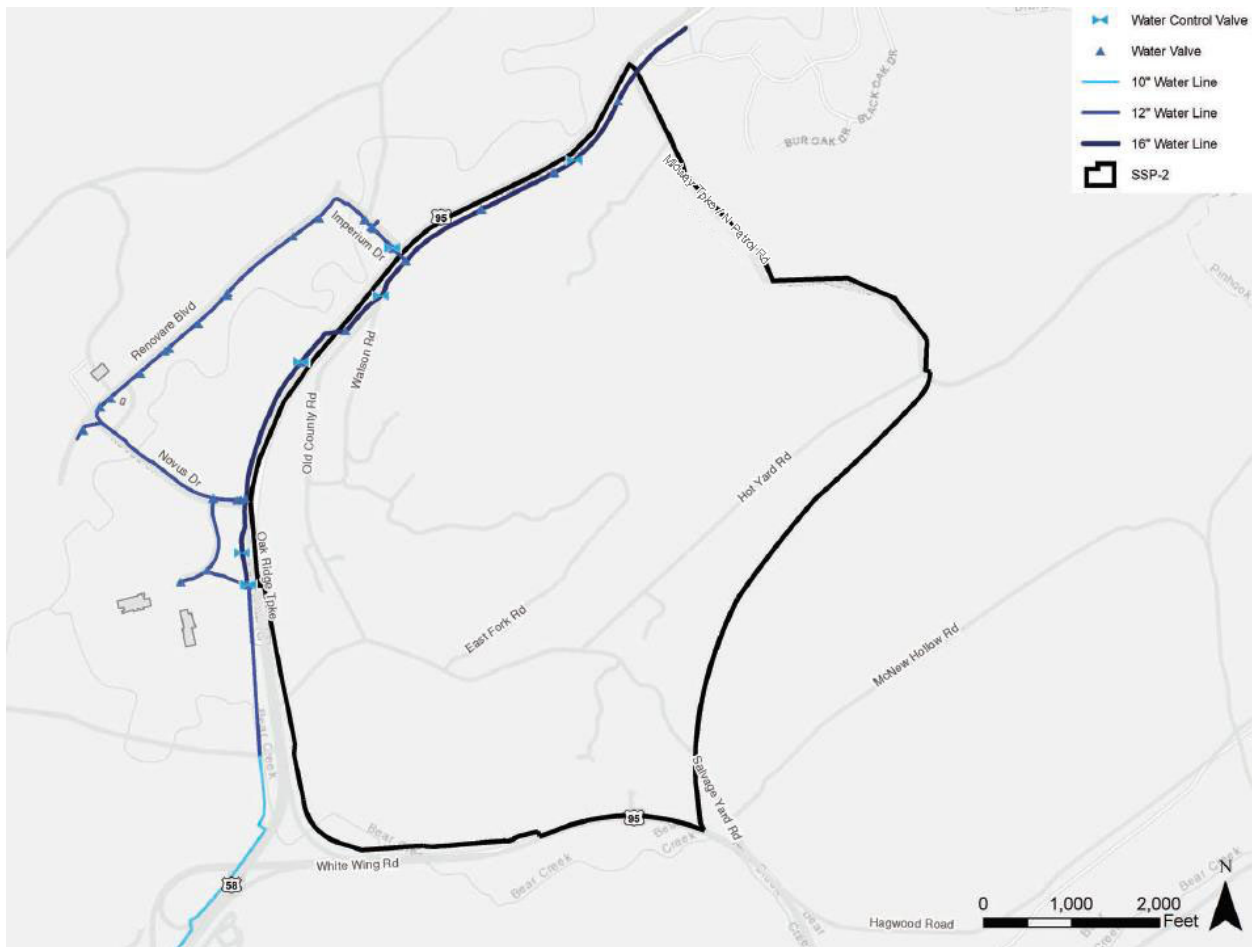 Water Control Valve
Water Valve
10" Water Line
12" Water Line
16" Water Line
SSP-2
BLACK OAK DR
BUR OAK DR
Patrol Rd
95
Imperium Dr
Pinhook
Renovare Blvd
Watson Rd
Old County Rd
Novus Dr
Hot Yard Rd
Oak Ridge Tpke
East Fork Rd
McNew Hollow Rd
Bear Creek
Salvage Yard Rd
95
White Wing Rd
Bear Creek
Bear Creek
58
Hagwood Road
N
0 1,000 2,000
Feet